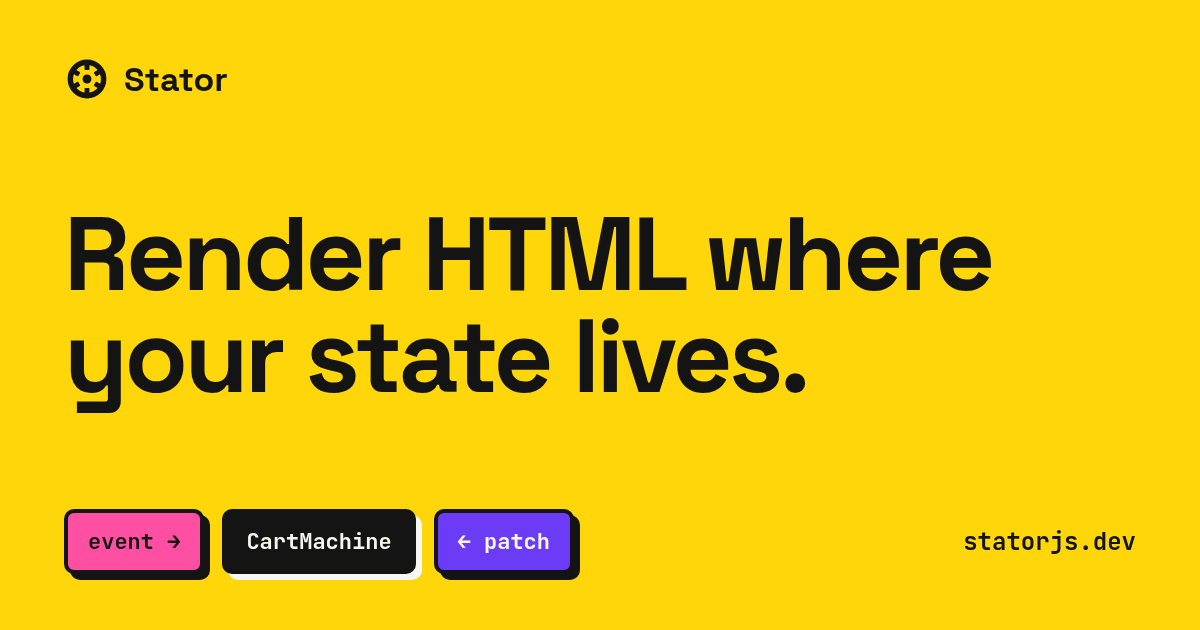 Stator
Render HTML where
your state lives.
event →
CartMachine
← patch
statorjs.dev